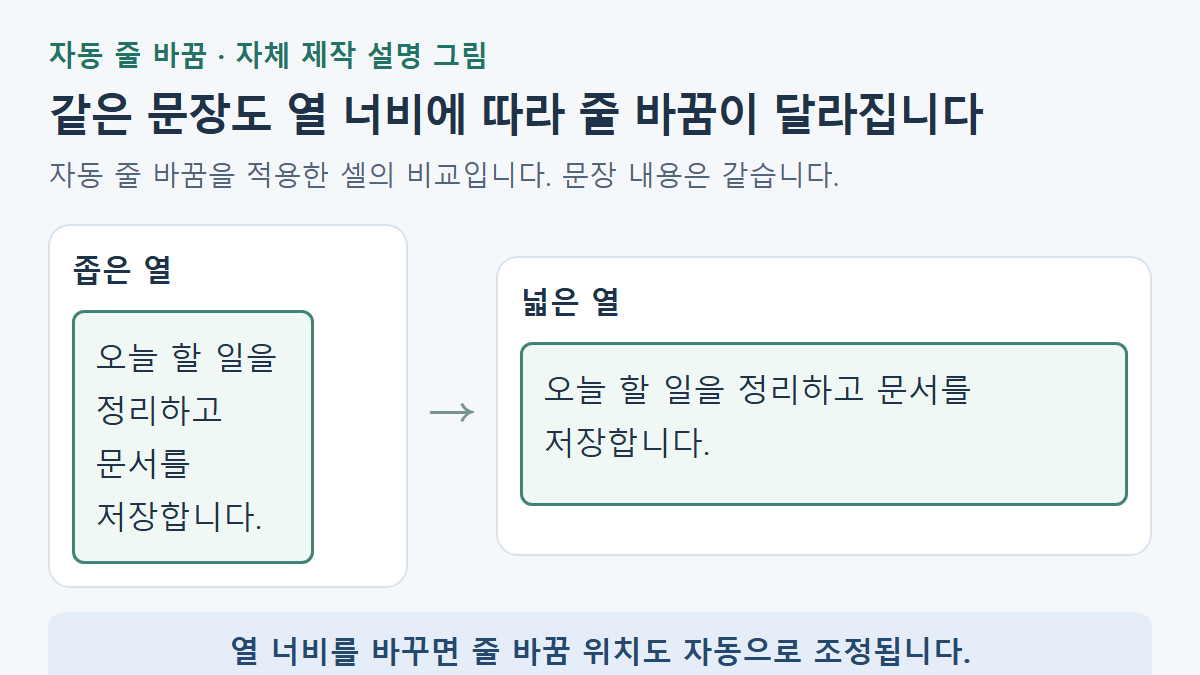 자동 줄 바꿈 · 자체 제작 설명 그림
같은 문장도 열 너비에 따라 줄 바꿈이 달라집니다
자동 줄 바꿈을 적용한 셀의 비교입니다. 문장 내용은 같습니다.
좁은 열
오늘 할 일을
정리하고
문서를
저장합니다.
→
넓은 열
오늘 할 일을 정리하고 문서를
저장합니다.
열 너비를 바꾸면 줄 바꿈 위치도 자동으로 조정됩니다.